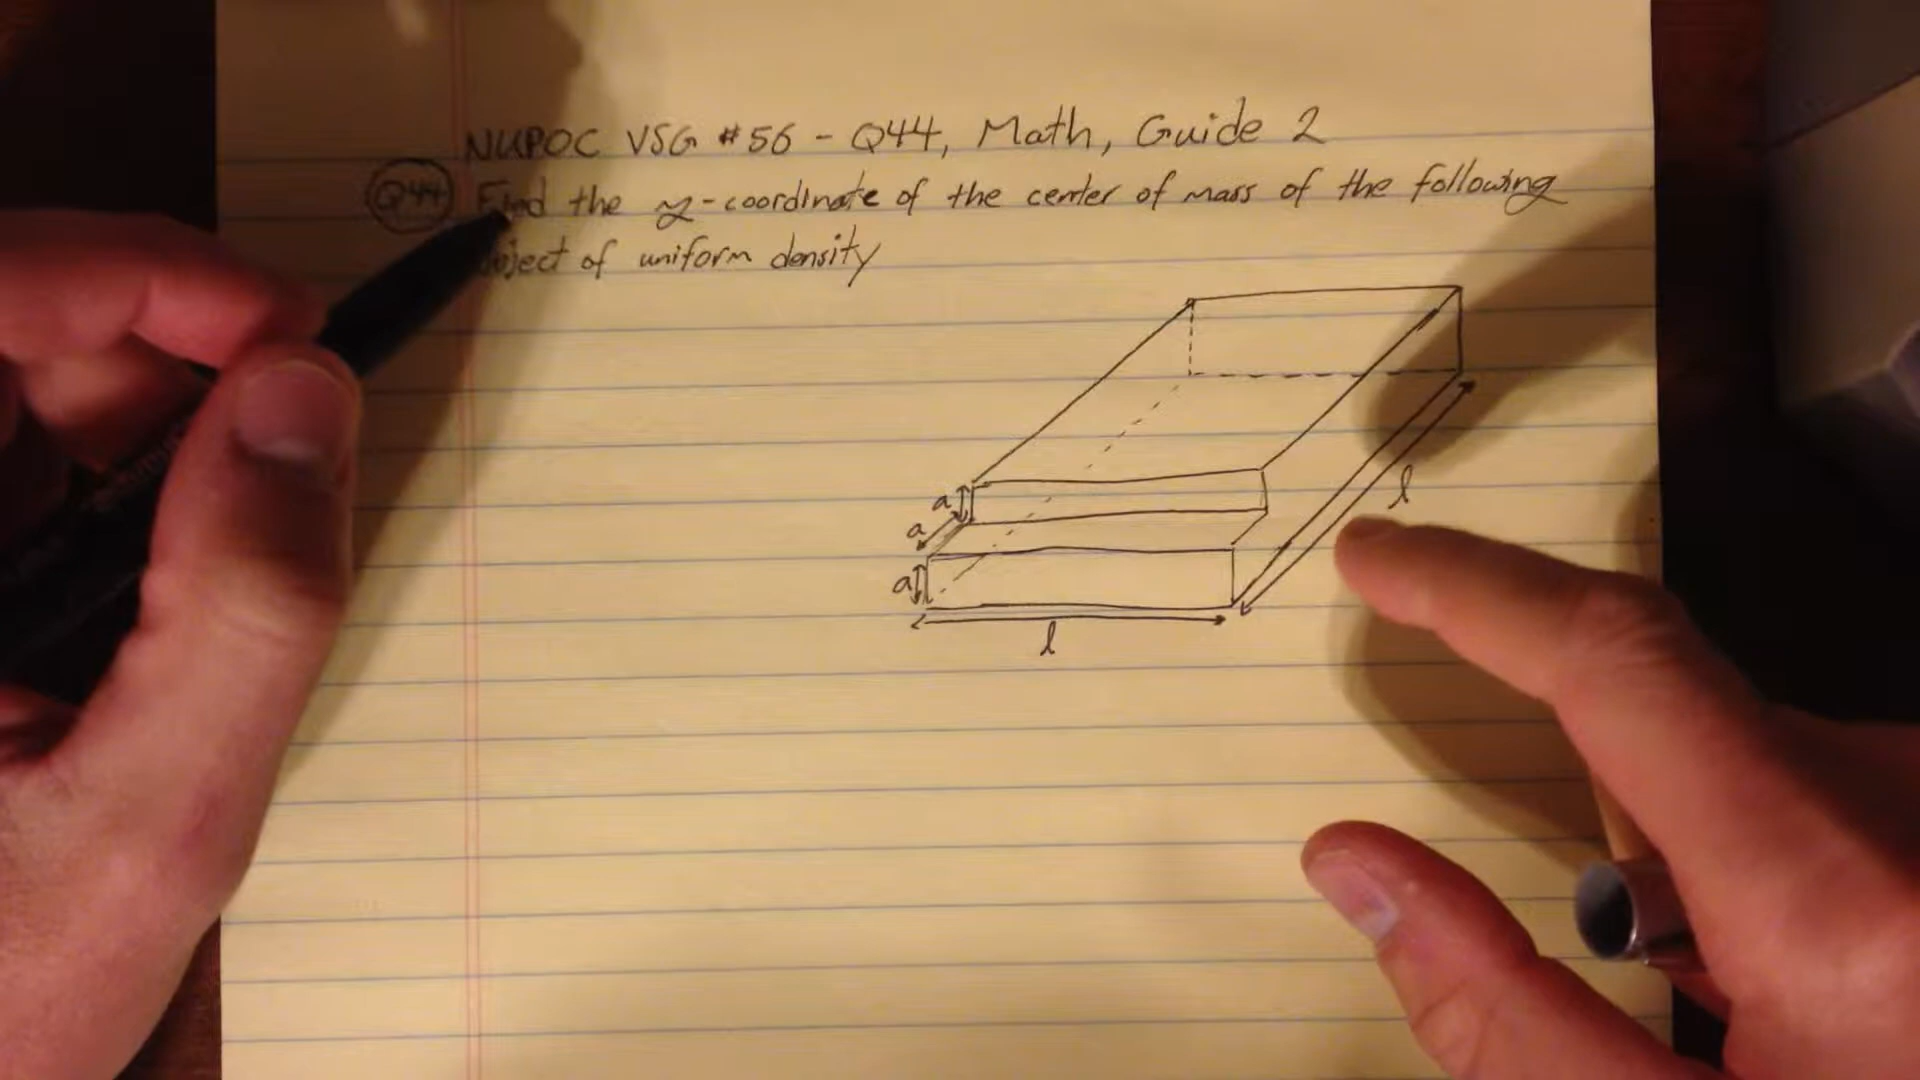 NUPOC VSG #56 - Q44, Math, Guide 2
Q44 Find the y-coordinate of the center of mass of the following
object of uniform density
a
a
a
l
l